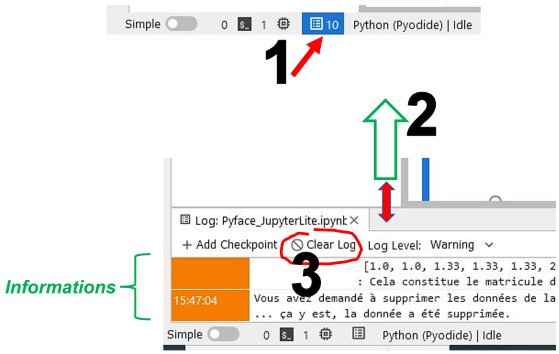 Simple 0 1 10 Python (Pyodide) | Idle
1
2
Log: Pyface_JupyterLite.ipynb
+ Add Checkpoint Clear Log Log Level: Warning
3
[1.0, 1.0, 1.33, 1.33, 1.33, 2
: Cela constitue le matricule d
Informations
15:47:04 Vous avez demandé à supprimer les données de la
... ça y est, la donnée a été supprimée.
Simple 0 1 Python (Pyodide) | Idle